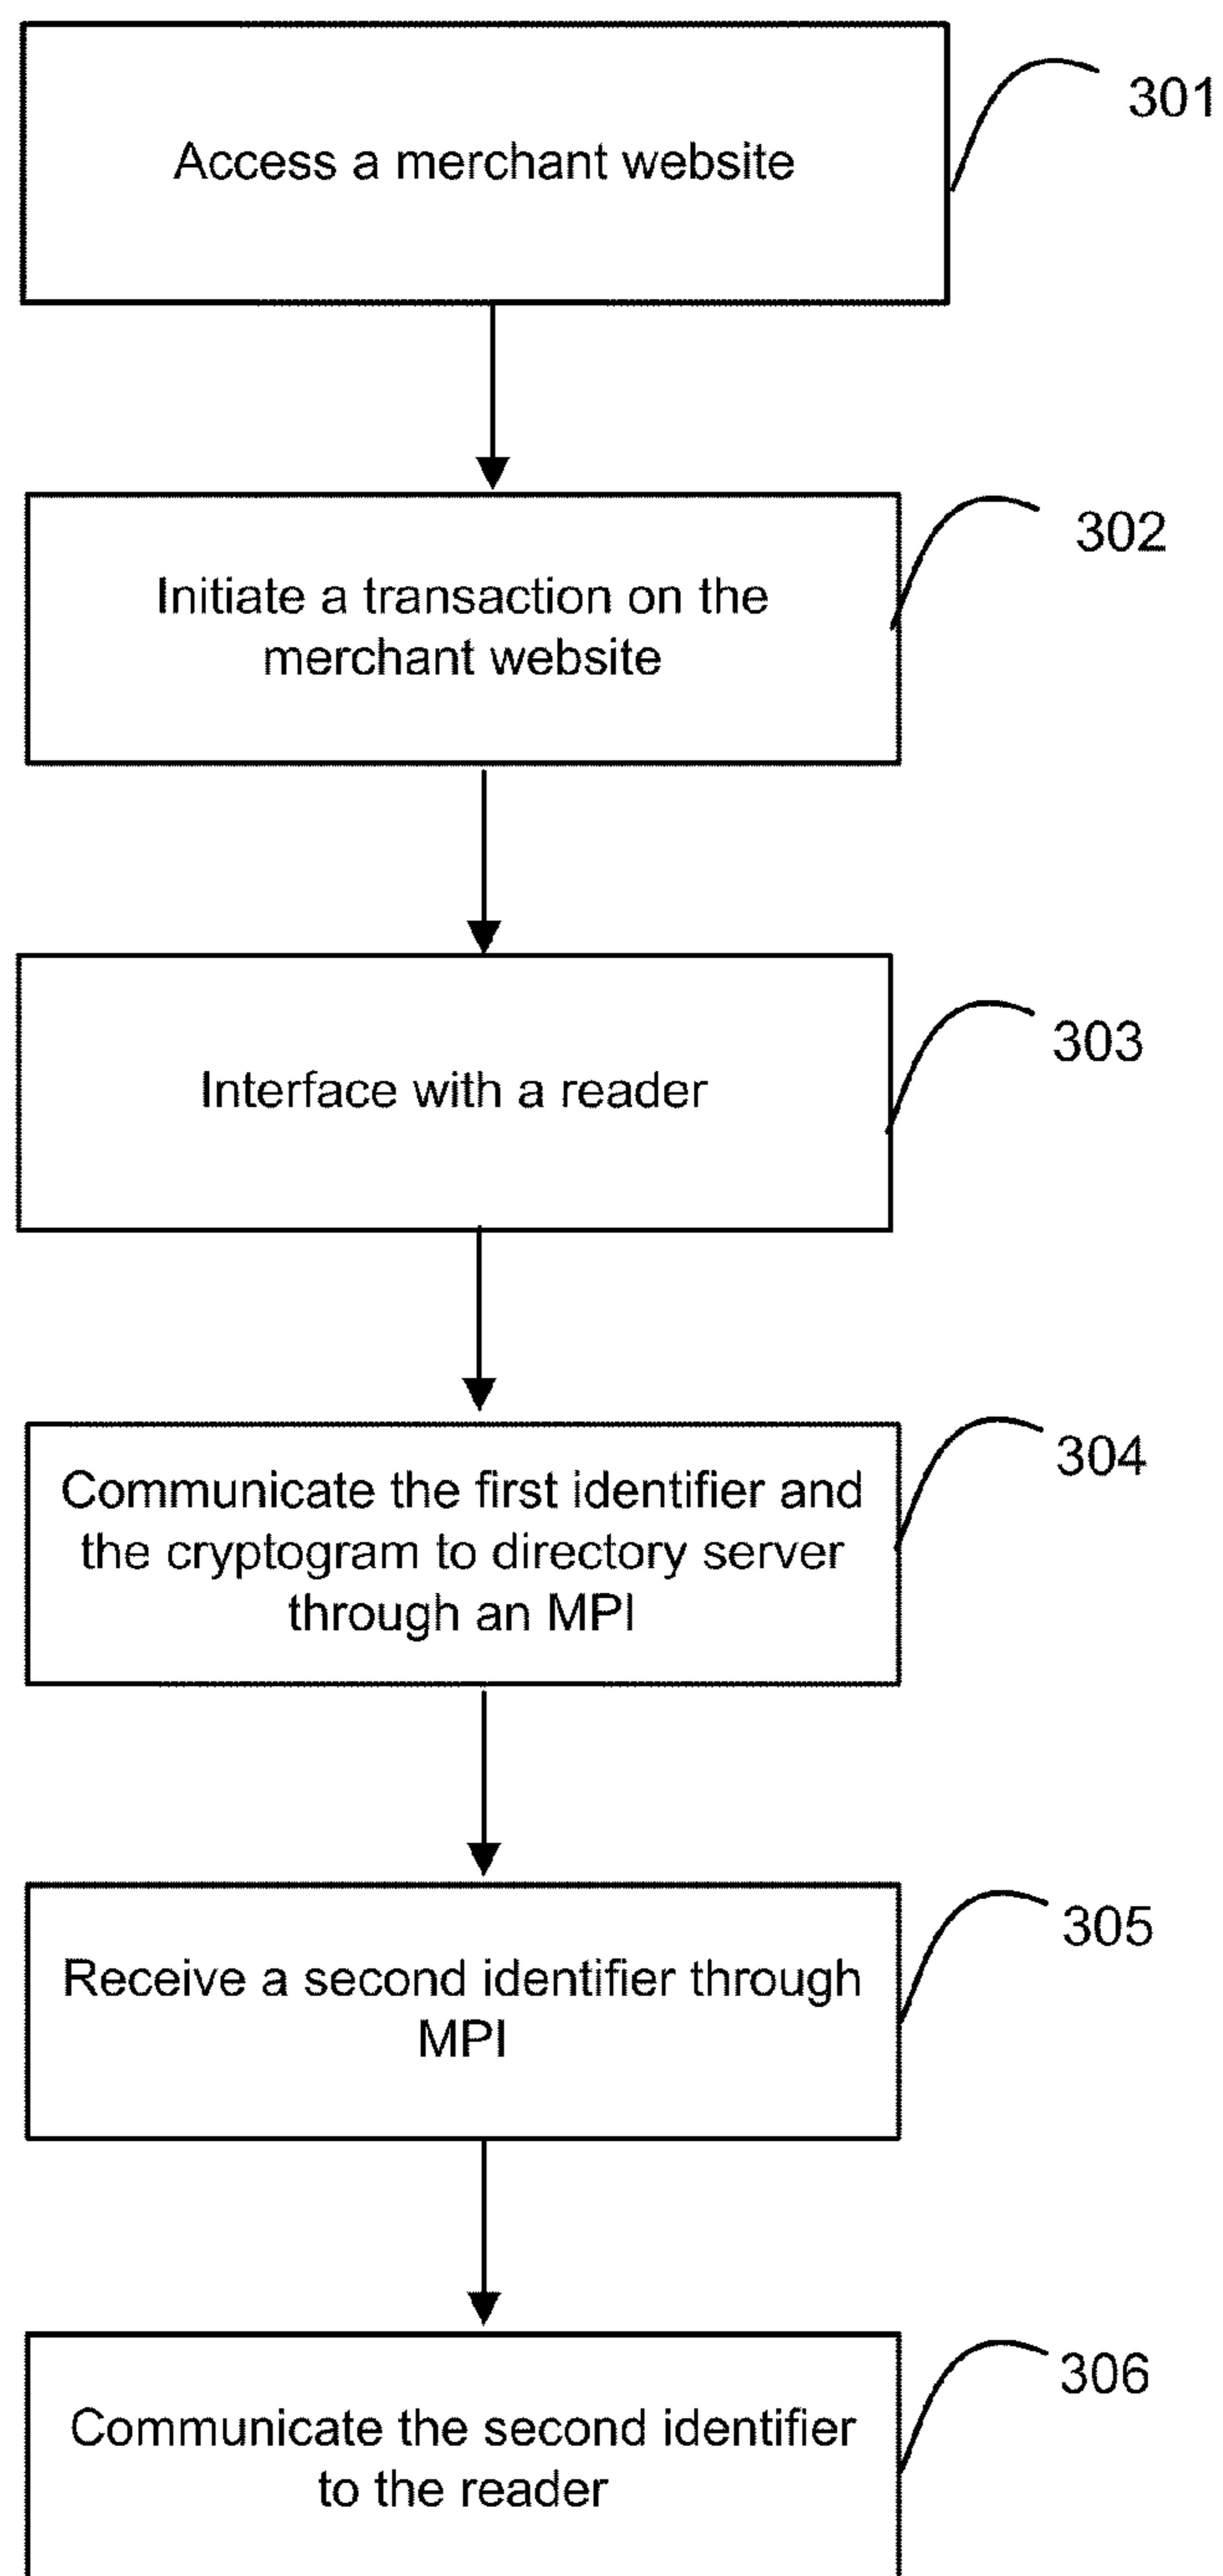 Access a merchant website
301
Initiate a transaction on the
merchant website
302
Interface with a reader
303
Communicate the first identifier and
the cryptogram to directory server
through an MPI
304
Receive a second identifier through
MPI
305
Communicate the second identifier
to the reader
306